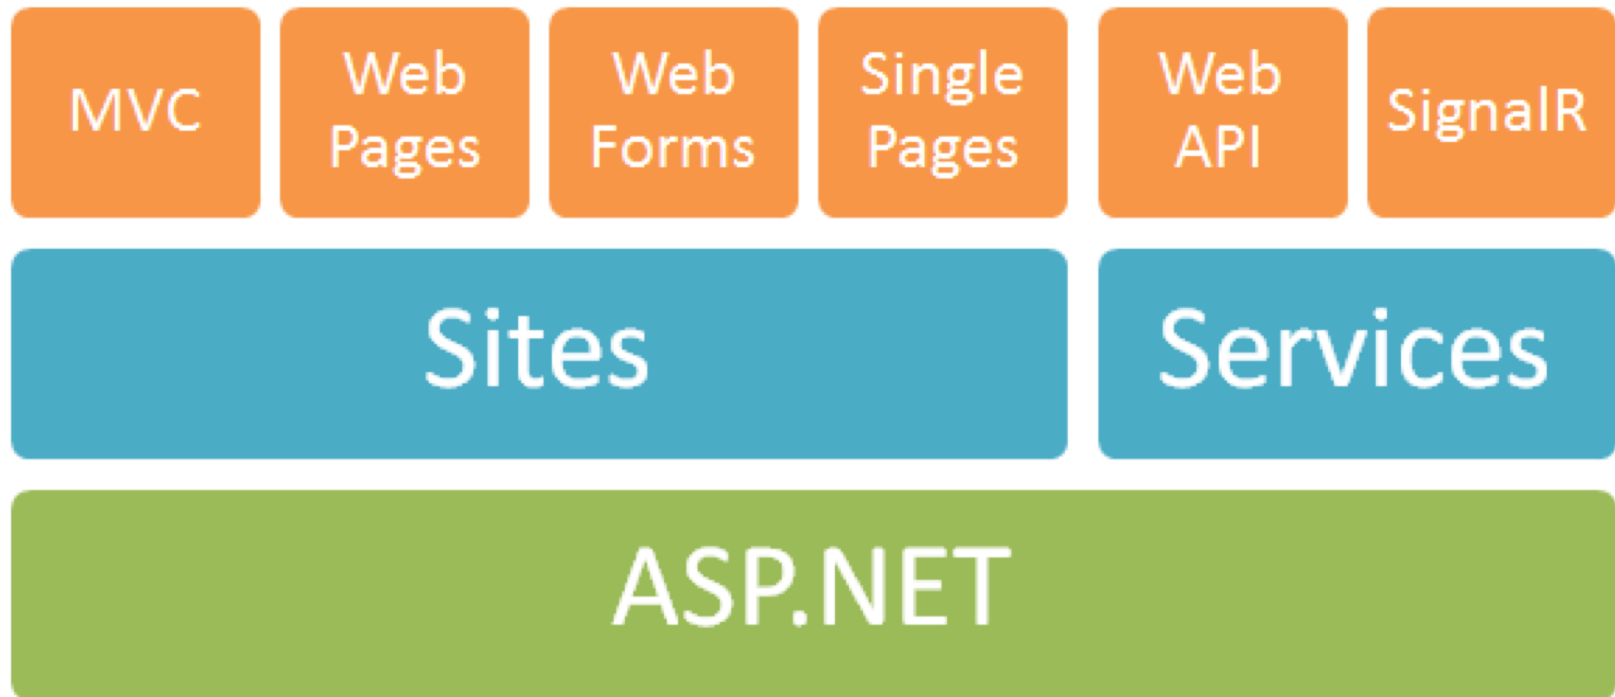 MVC
Web
Pages
Web
Forms
Single
Pages
Web
API
SignalR
Sites
Services
ASP.NET